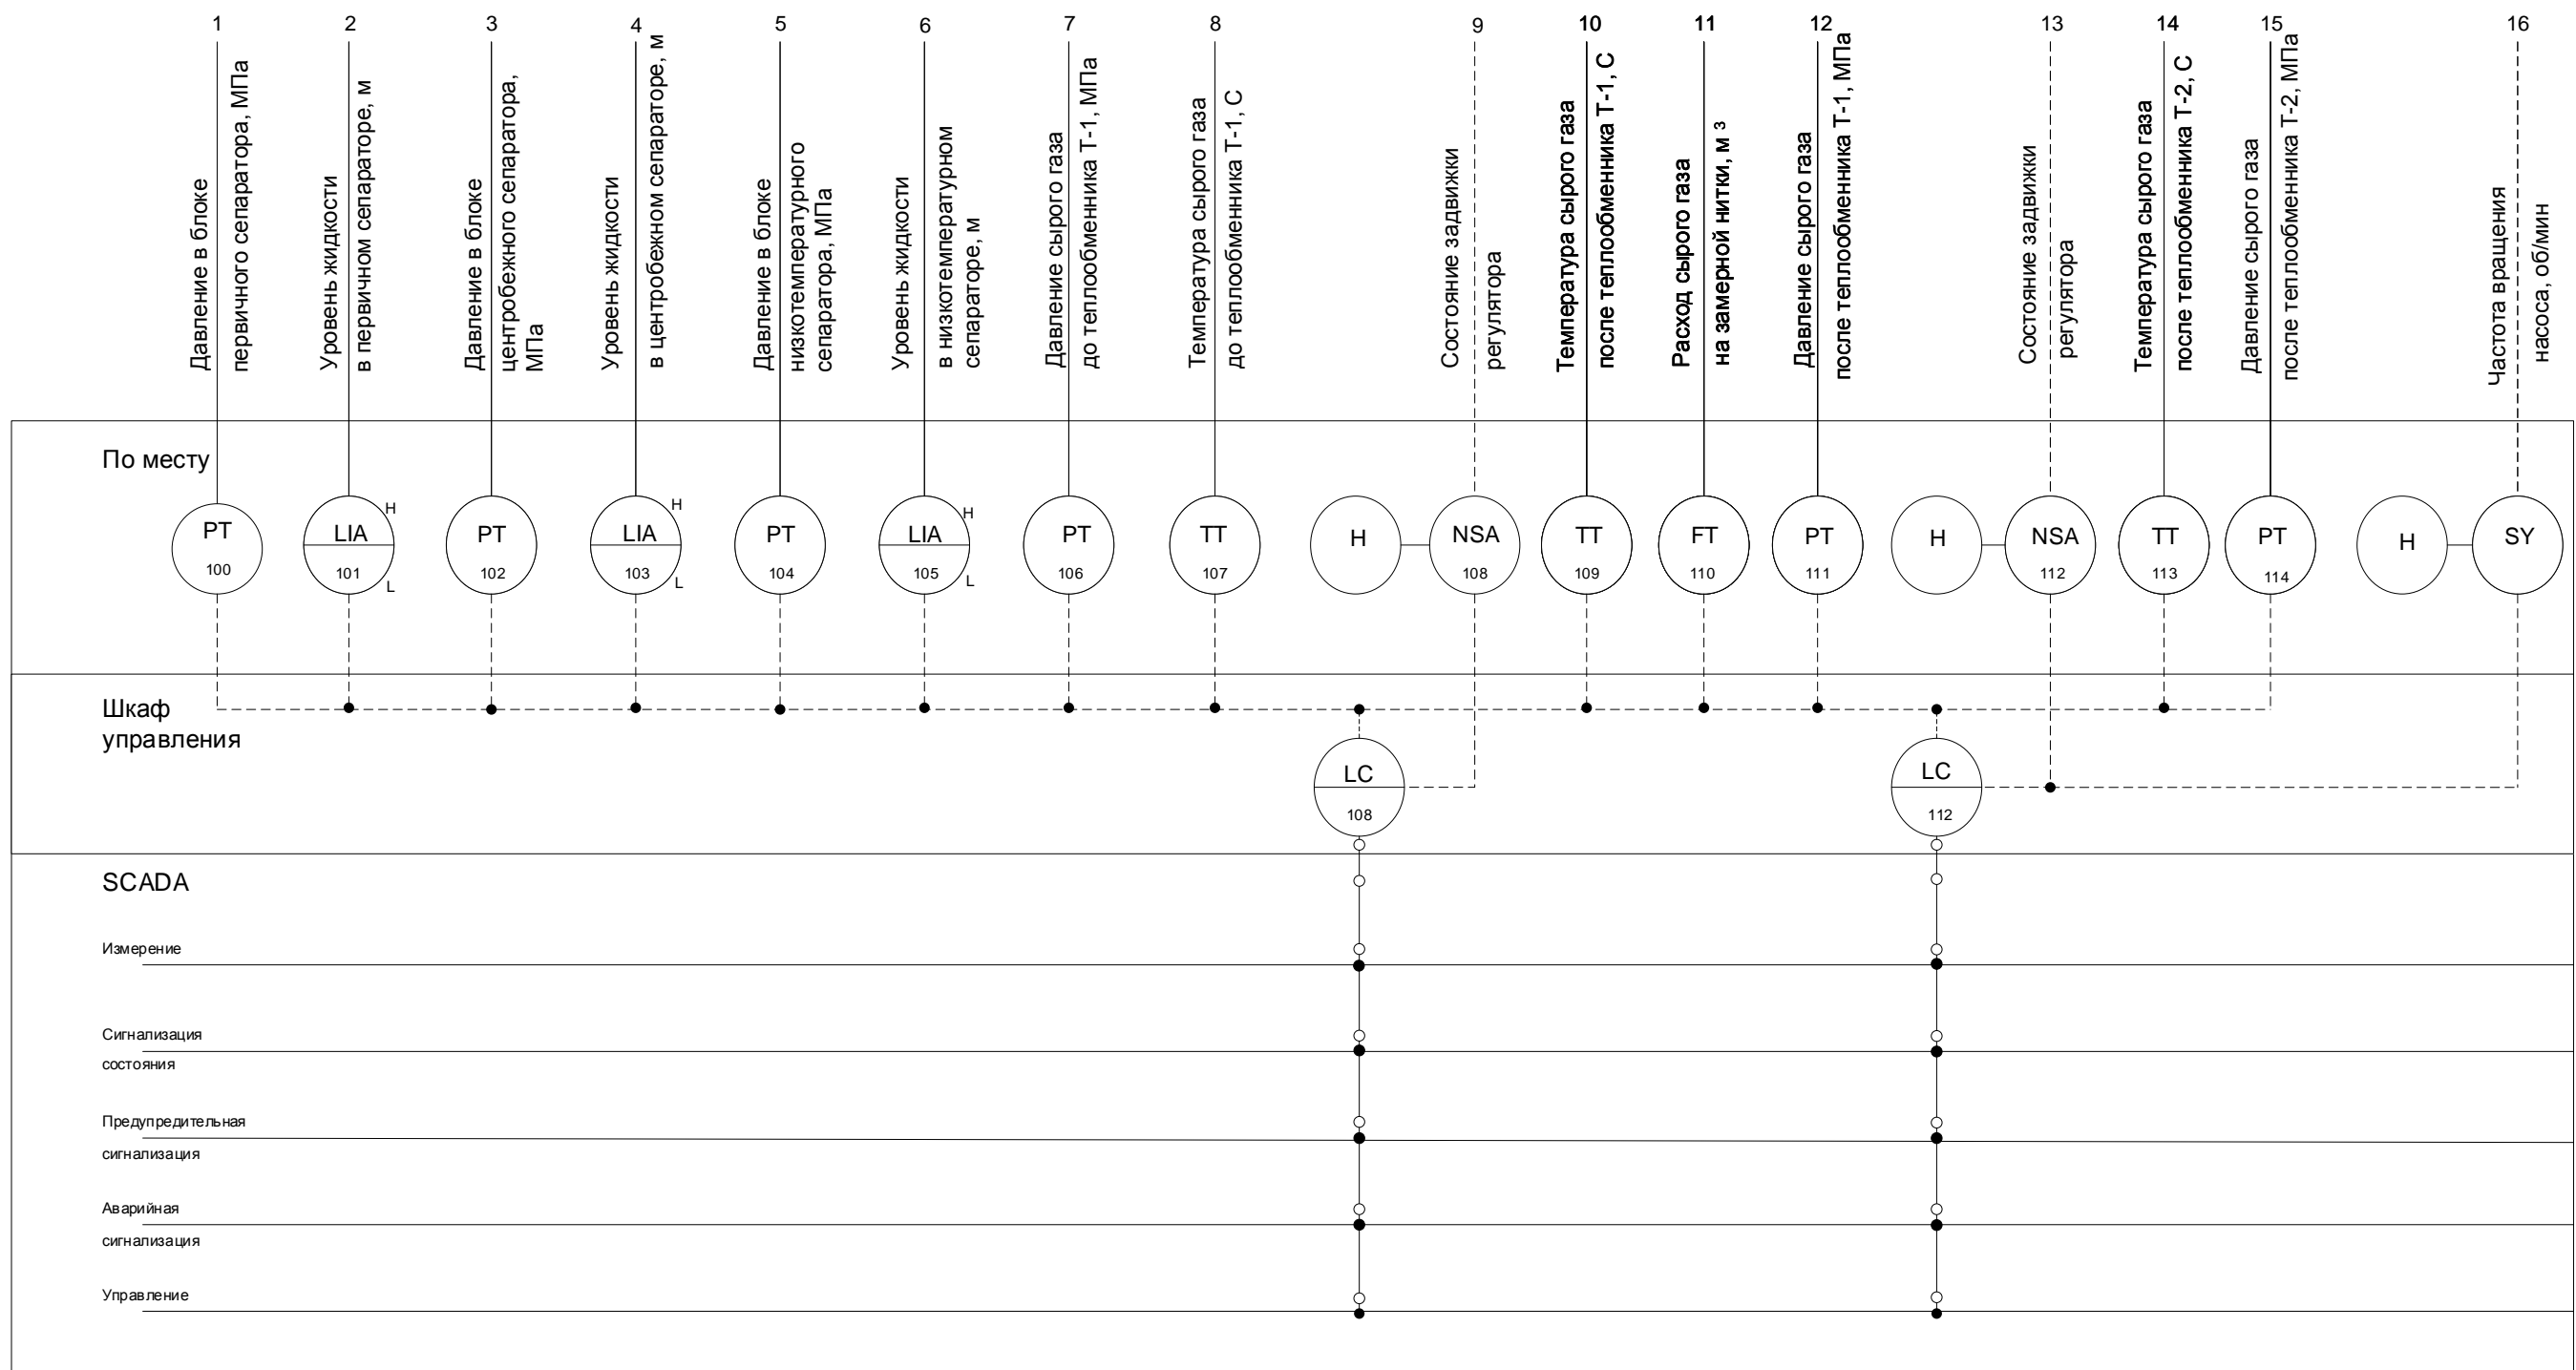 1
2
3
4
5
6
7
8
9
10
11
12
13
14
15
16
Давление в блоке
первичного сепаратора, МПа
Уровень жидкости
в первичном сепараторе, м
Давление в блоке
центробежного сепаратора,
МПа
Уровень жидкости
в центробежном сепараторе, м
Давление в блоке
низкотемпературного
сепаратора, МПа
Уровень жидкости
в низкотемпературном
сепараторе, м
Давление сырого газа
до теплообменника Т-1, МПа
Температура сырого газа
до теплообменника Т-1, С
Состояние задвижки
регулятора
Температура сырого газа
после теплообменника Т-1, С
Расход сырого газа
на замерной нитки, м ³
Давление сырого газа
после теплообменника Т-1, МПа
Состояние задвижки
регулятора
Температура сырого газа
после теплообменника Т-2, С
Давление сырого газа
после теплообменника Т-2, МПа
Частота вращения
насоса, об/мин
По месту
PT
100
LIA
101
H
L
PT
102
LIA
103
H
L
PT
104
LIA
105
H
L
PT
106
TT
107
H
NSA
108
TT
109
FT
110
PT
111
H
NSA
112
TT
113
PT
114
H
SY
Шкаф
управления
LC
108
LC
112
SCADA
Измерение
Сигнализация
состояния
Предупредительная
сигнализация
Аварийная
сигнализация
Управление